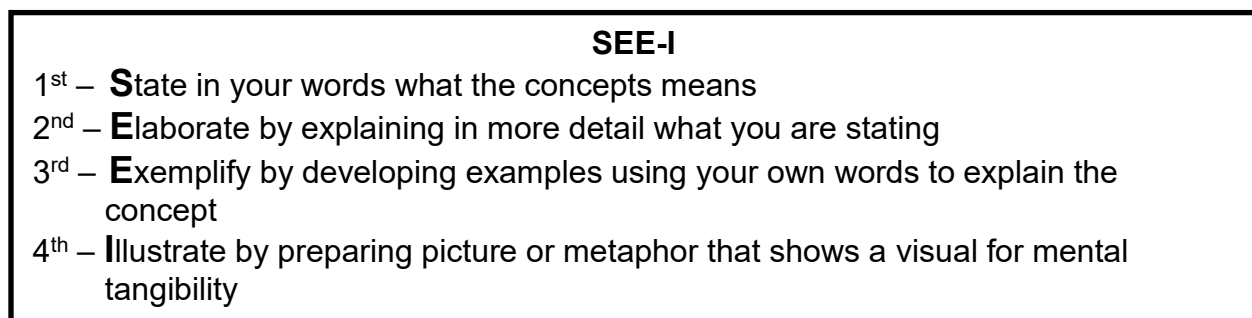 SEE-I
1st – State in your words what the concepts means
2nd – Elaborate by explaining in more detail what you are stating
3rd – Exemplify by developing examples using your own words to explain the
concept
4th – Illustrate by preparing picture or metaphor that shows a visual for mental
tangibility